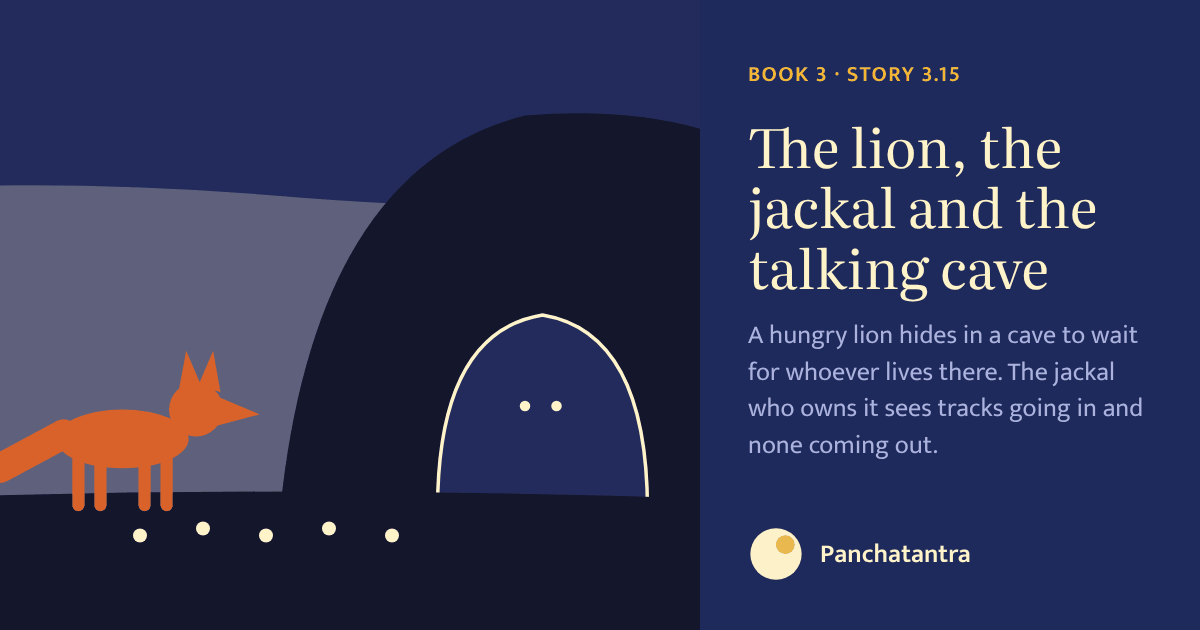 BOOK 3 · STORY 3.15
The lion, the
jackal and the
talking cave
A hungry lion hides in a cave to wait
for whoever lives there. The jackal
who owns it sees tracks going in and
none coming out.
Panchatantra